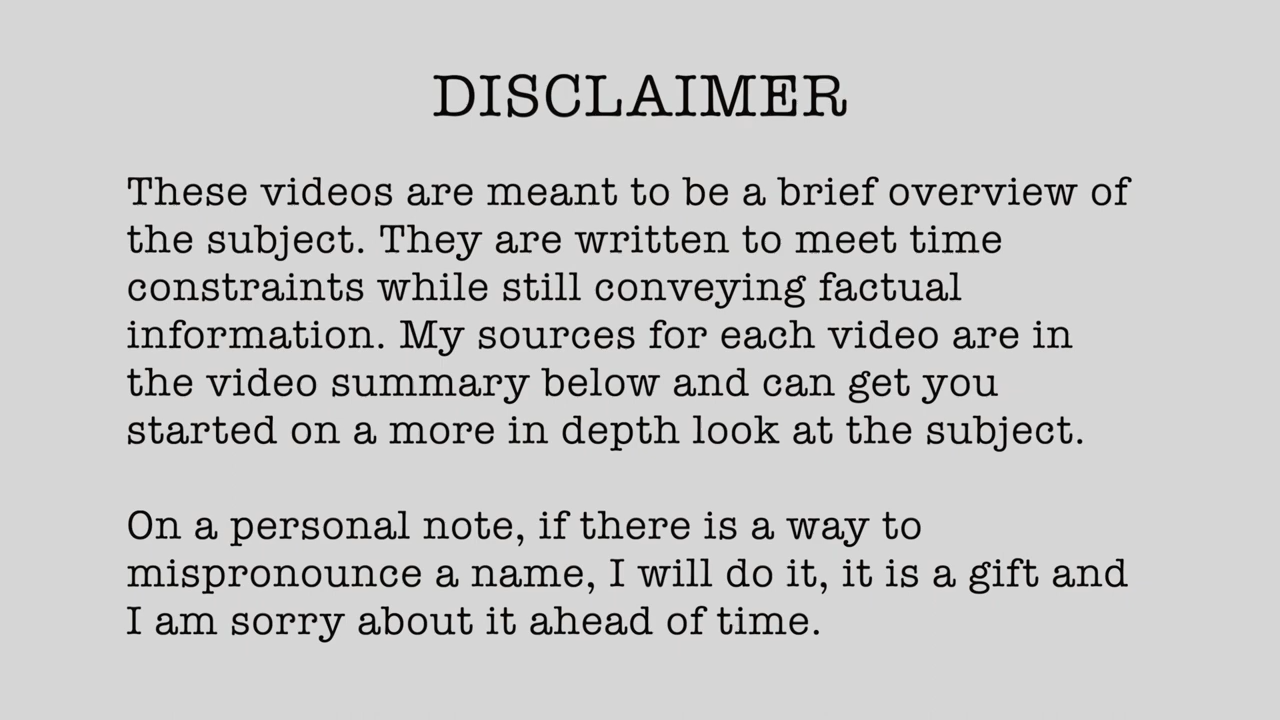 DISCLAIMER
These videos are meant to be a brief overview of
the subject. They are written to meet time
constraints while still conveying factual
information. My sources for each video are in
the video summary below and can get you
started on a more in depth look at the subject.
On a personal note, if there is a way to
mispronounce a name, I will do it, it is a gift and
I am sorry about it ahead of time.